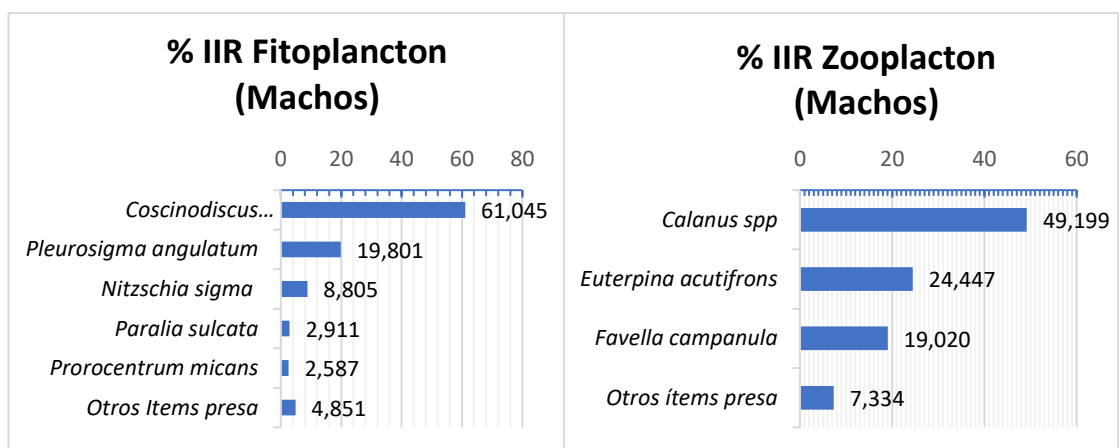 % IIR Fitoplancton
(Machos)
0 20 40 60 80
Coscinodiscus... 61,045
Pleurosigma angulatum 19,801
Nitzschia sigma 8,805
Paralia sulcata 2,911
Prorocentrum micans 2,587
Otros Items presa 4,851
% IIR Zooplacton
(Machos)
0 20 40 60
Calanus spp 49,199
Euterpina acutifrons 24,447
Favella campanula 19,020
Otros ítems presa 7,334